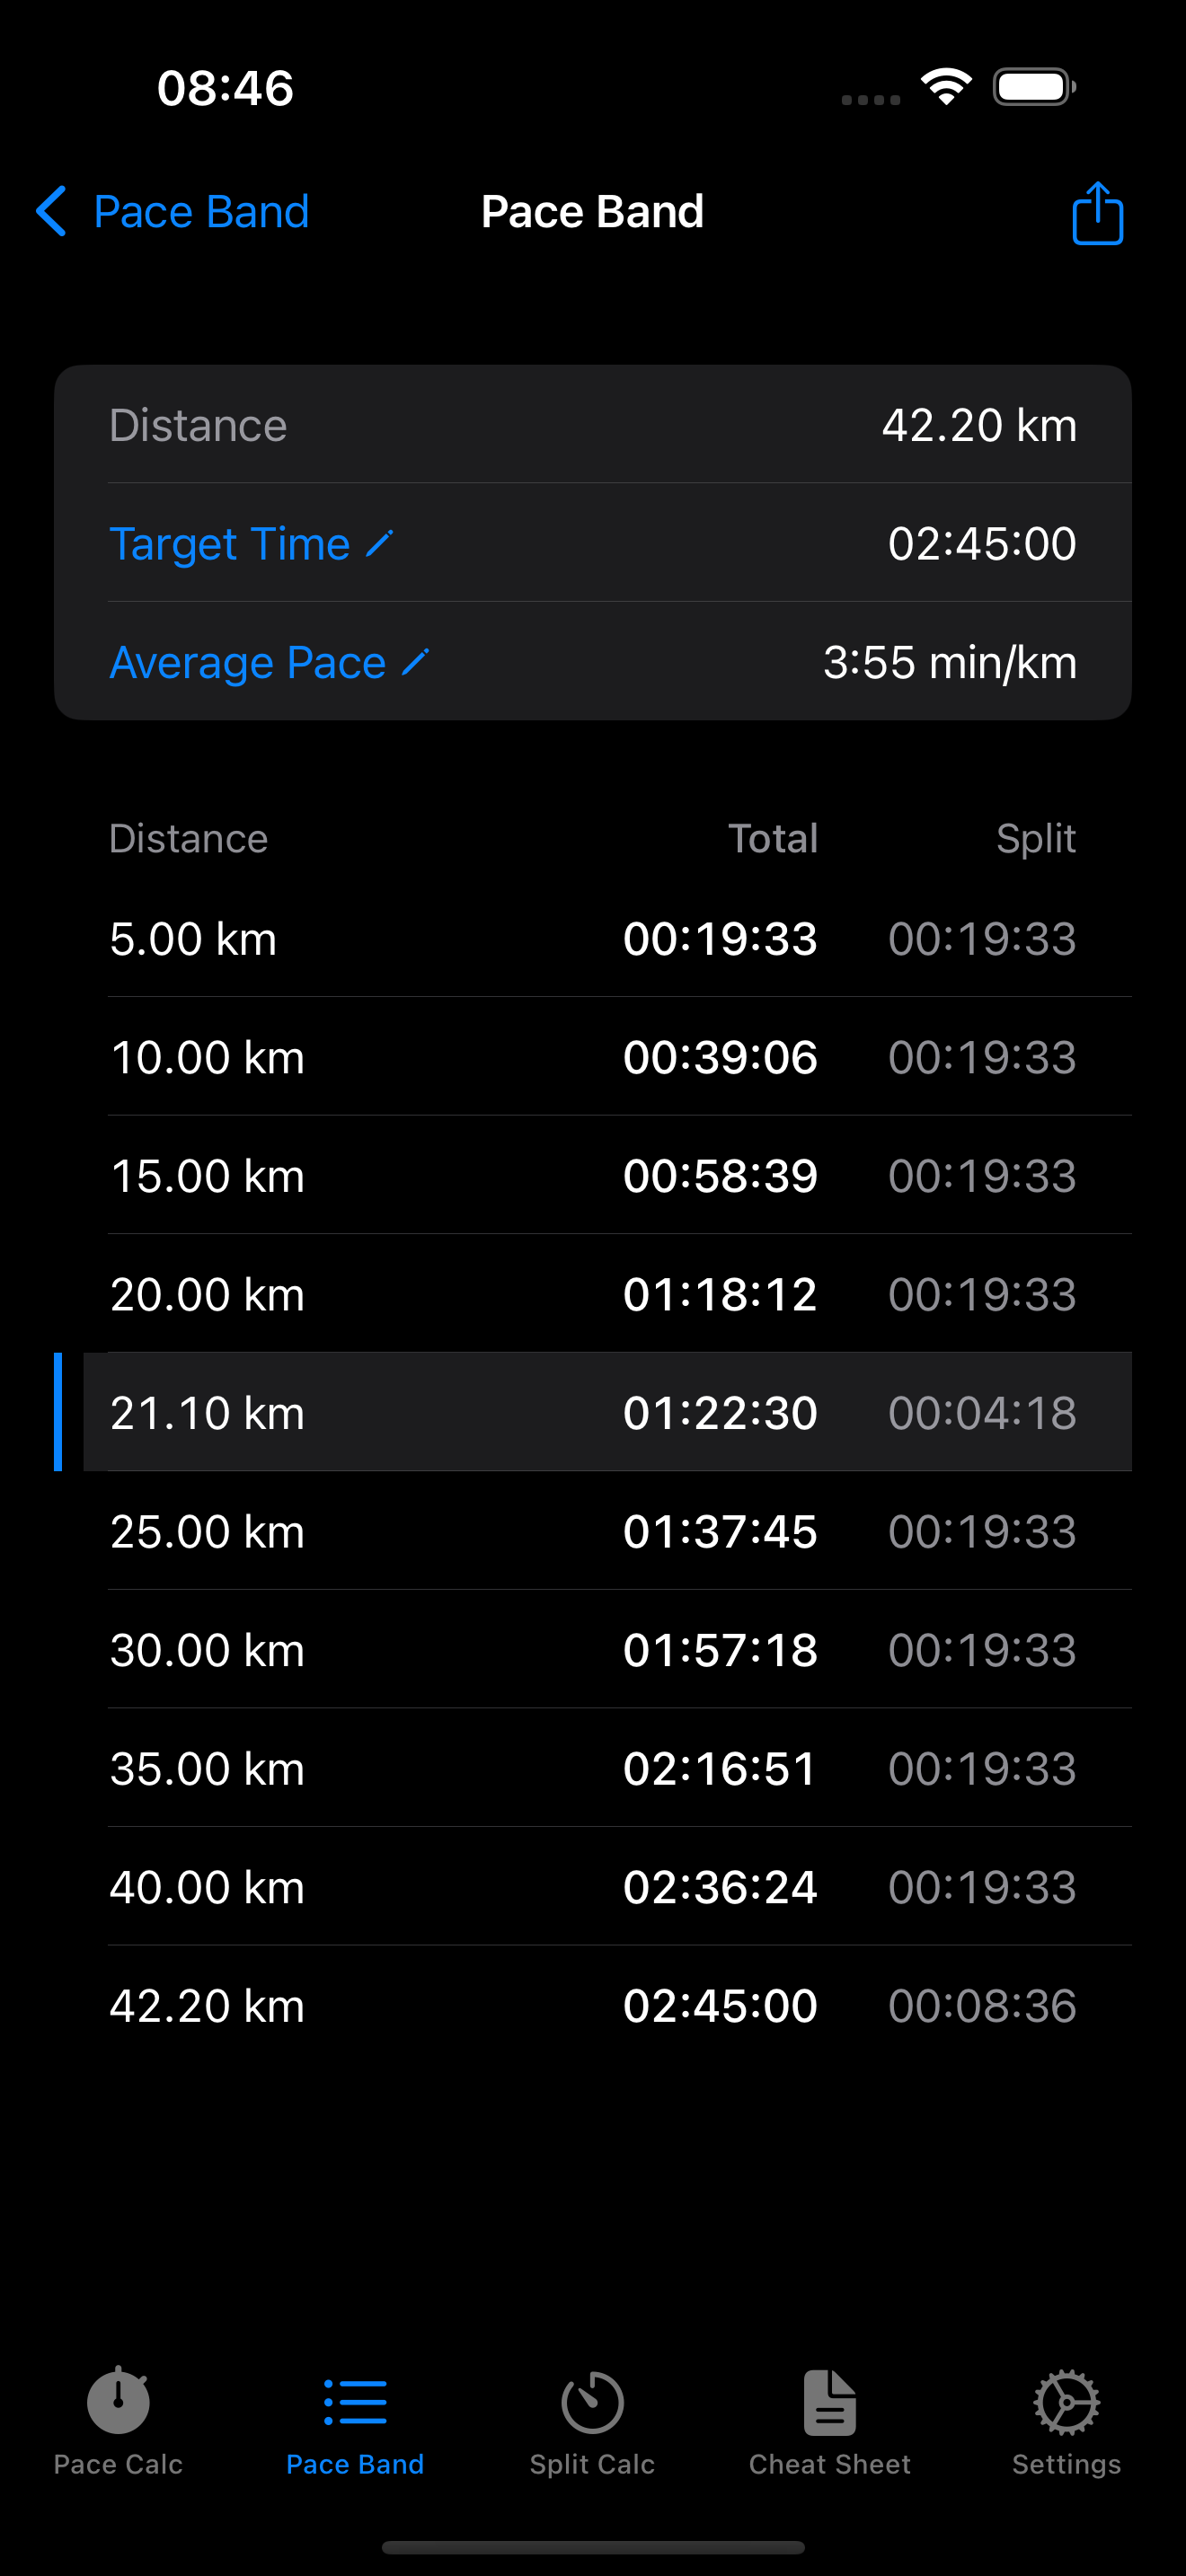 08:46
Pace Band Pace Band
Distance 42.20 km
Target Time 02:45:00
Average Pace 3:55 min/km
Distance Total Split
5.00 km 00:19:33 00:19:33
10.00 km 00:39:06 00:19:33
15.00 km 00:58:39 00:19:33
20.00 km 01:18:12 00:19:33
21.10 km 01:22:30 00:04:18
25.00 km 01:37:45 00:19:33
30.00 km 01:57:18 00:19:33
35.00 km 02:16:51 00:19:33
40.00 km 02:36:24 00:19:33
42.20 km 02:45:00 00:08:36
Pace Calc Pace Band Split Calc Cheat Sheet Settings